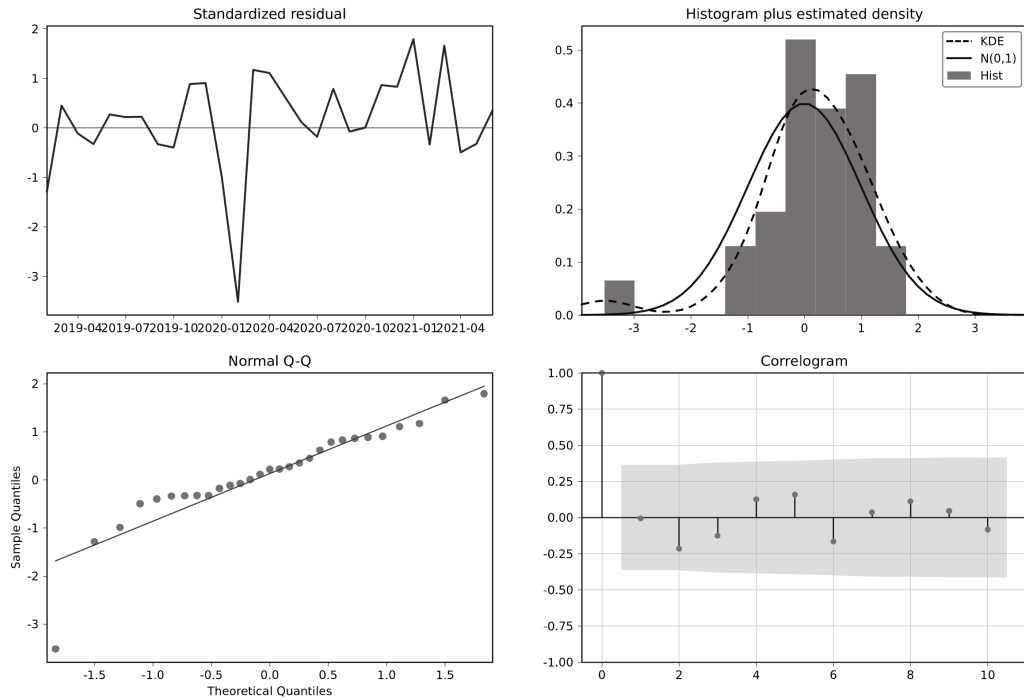 Standardized residual
2
1
0
-1
-2
-3
2019-04 2019-07 2019-10 2020-01 2020-04 2020-07 2020-10 2021-01 2021-04
Histogram plus estimated density
KDE
N(0,1)
Hist
0.5
0.4
0.3
0.2
0.1
0.0
-3 -2 -1 0 1 2 3
Normal Q-Q
Sample Quantiles
2
1
0
-1
-2
-3
-1.5 -1.0 -0.5 0.0 0.5 1.0 1.5
Theoretical Quantiles
Correlogram
1.00
0.75
0.50
0.25
0.00
-0.25
-0.50
-0.75
-1.00
0 2 4 6 8 10